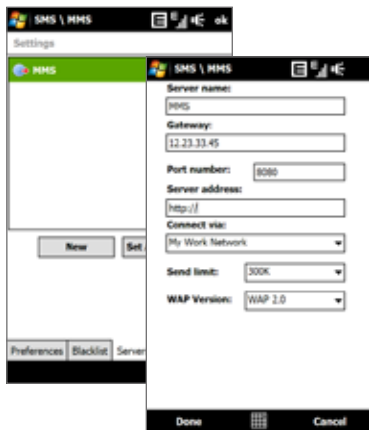 SMS \ MMS
ok
Settings
MMS
New
Set
Preferences
Blacklist
Server
SMS \ MMS
Server name:
MMS
Gateway:
12.23.33.45
Port number:
8080
Server address:
http://
Connect via:
My Work Network
Send limit:
300K
WAP Version:
WAP 2.0
Done
Cancel